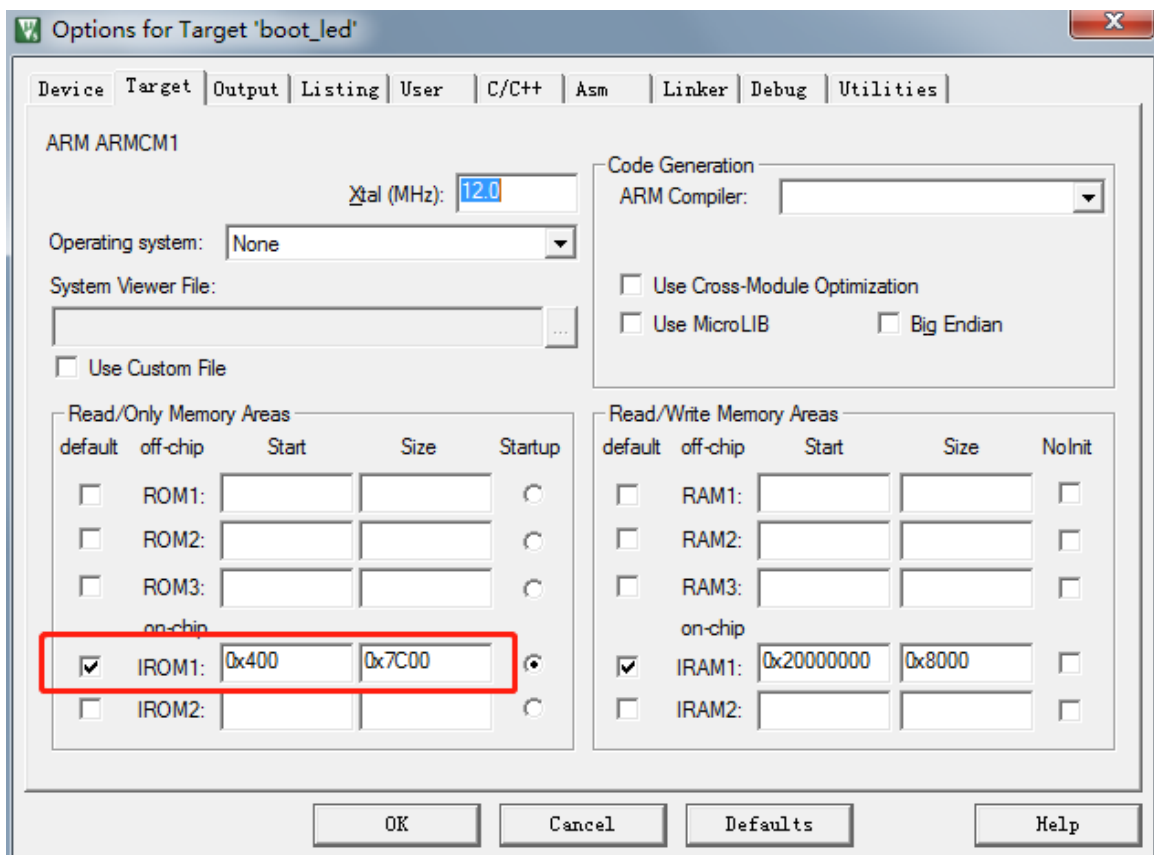 Options for Target 'boot_led'
Device Target Output Listing User C/C++ Asm Linker Debug Utilities
ARM ARMCM1
Xtal (MHz): 12.0
Operating system: None
System Viewer File:
...
Use Custom File
Code Generation
ARM Compiler:
Use Cross-Module Optimization
Use MicroLIB Big Endian
Read/Only Memory Areas
default off-chip Start Size Startup
ROM1:
ROM2:
ROM3:
on-chip
IROM1: 0x400 0x7C00
IROM2:
Read/Write Memory Areas
default off-chip Start Size NoInit
RAM1:
RAM2:
RAM3:
on-chip
IRAM1: 0x20000000 0x8000
IRAM2:
OK Cancel Defaults Help